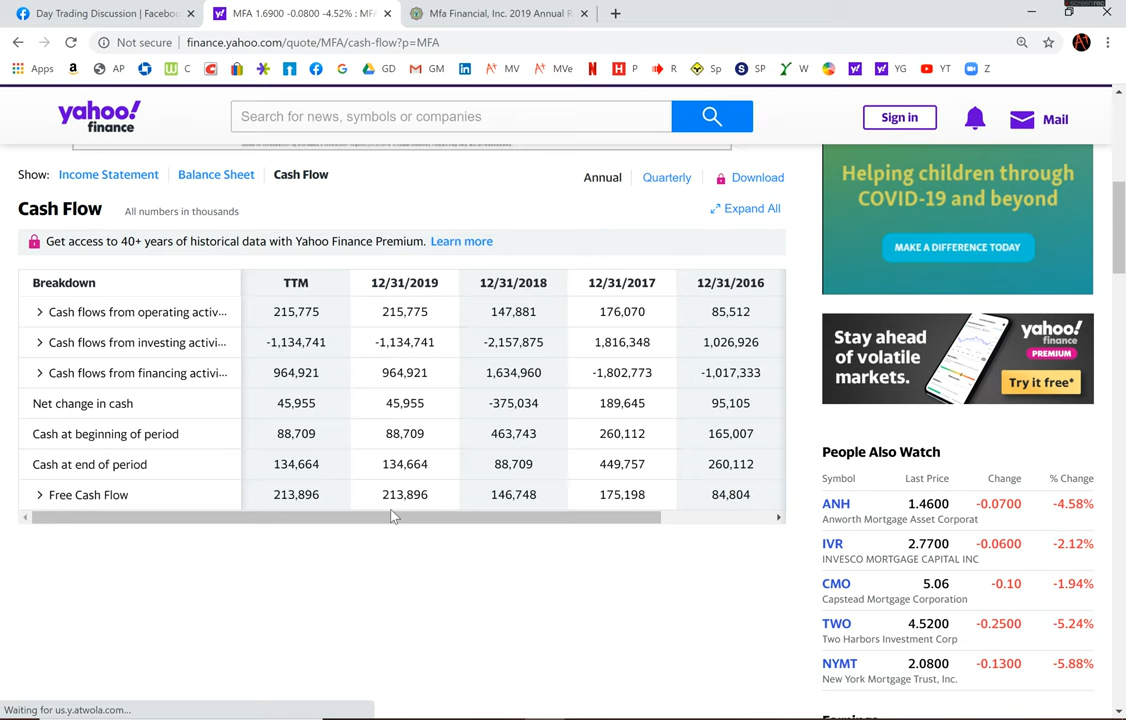 Day Trading Discussion | Faceboo
MFA 1.6900 -0.0800 -4.52% : MFA
Mfa Financial, Inc. 2019 Annual R
Not secure finance.yahoo.com/quote/MFA/cash-flow?p=MFA
Apps AP C GD GM MV MVe P R Sp SP W YG YT Z
yahoo!
finance
Search for news, symbols or companies
Sign in
Mail
Show: Income Statement Balance Sheet Cash Flow
Annual Quarterly Download
Cash Flow All numbers in thousands
Expand All
Get access to 40+ years of historical data with Yahoo Finance Premium. Learn more
Breakdown TTM 12/31/2019 12/31/2018 12/31/2017 12/31/2016
Cash flows from operating activ... 215,775 215,775 147,881 176,070 85,512
Cash flows from investing activi... -1,134,741 -1,134,741 -2,157,875 1,816,348 1,026,926
Cash flows from financing activi... 964,921 964,921 1,634,960 -1,802,773 -1,017,333
Net change in cash 45,955 45,955 -375,034 189,645 95,105
Cash at beginning of period 88,709 88,709 463,743 260,112 165,007
Cash at end of period 134,664 134,664 88,709 449,757 260,112
Free Cash Flow 213,896 213,896 146,748 175,198 84,804
Helping children through
COVID-19 and beyond
MAKE A DIFFERENCE TODAY
Stay ahead
of volatile
markets.
yahoo!
finance
PREMIUM
Try it free*
People Also Watch
Symbol Last Price Change % Change
ANH 1.4600 -0.0700 -4.58%
Anworth Mortgage Asset Corporat
IVR 2.7700 -0.0600 -2.12%
INVESCO MORTGAGE CAPITAL INC
CMO 5.06 -0.10 -1.94%
Capstead Mortgage Corporation
TWO 4.5200 -0.2500 -5.24%
Two Harbors Investment Corp
NYMT 2.0800 -0.1300 -5.88%
New York Mortgage Trust, Inc.
Waiting for us.y.atwola.com...